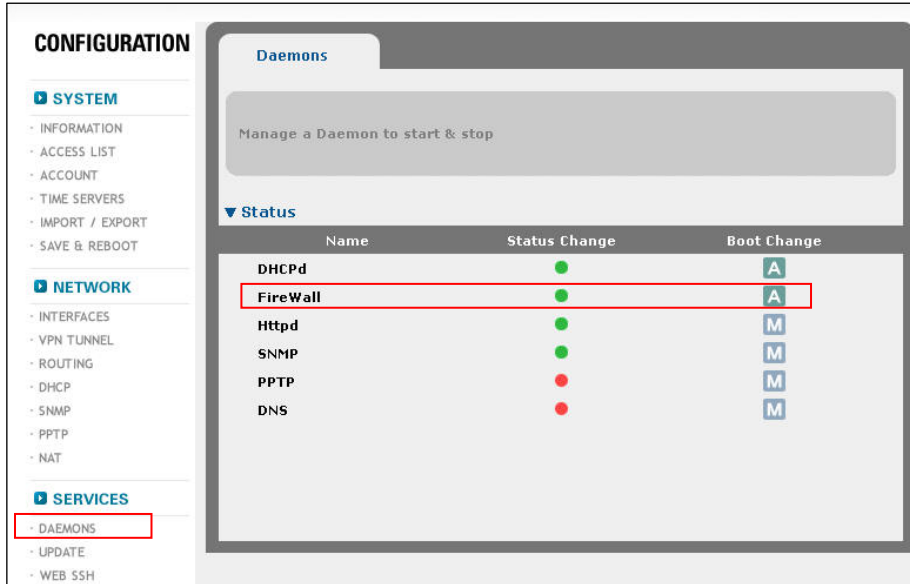 CONFIGURATION
SYSTEM
· INFORMATION
· ACCESS LIST
· ACCOUNT
· TIME SERVERS
· IMPORT / EXPORT
· SAVE & REBOOT
NETWORK
· INTERFACES
· VPN TUNNEL
· ROUTING
· DHCP
· SNMP
· PPTP
· NAT
SERVICES
· DAEMONS
· UPDATE
· WEB SSH
Daemons
Manage a Daemon to start & stop
▼ Status
Name Status Change Boot Change
DHCPd A
FireWall A
Httpd M
SNMP M
PPTP M
DNS M